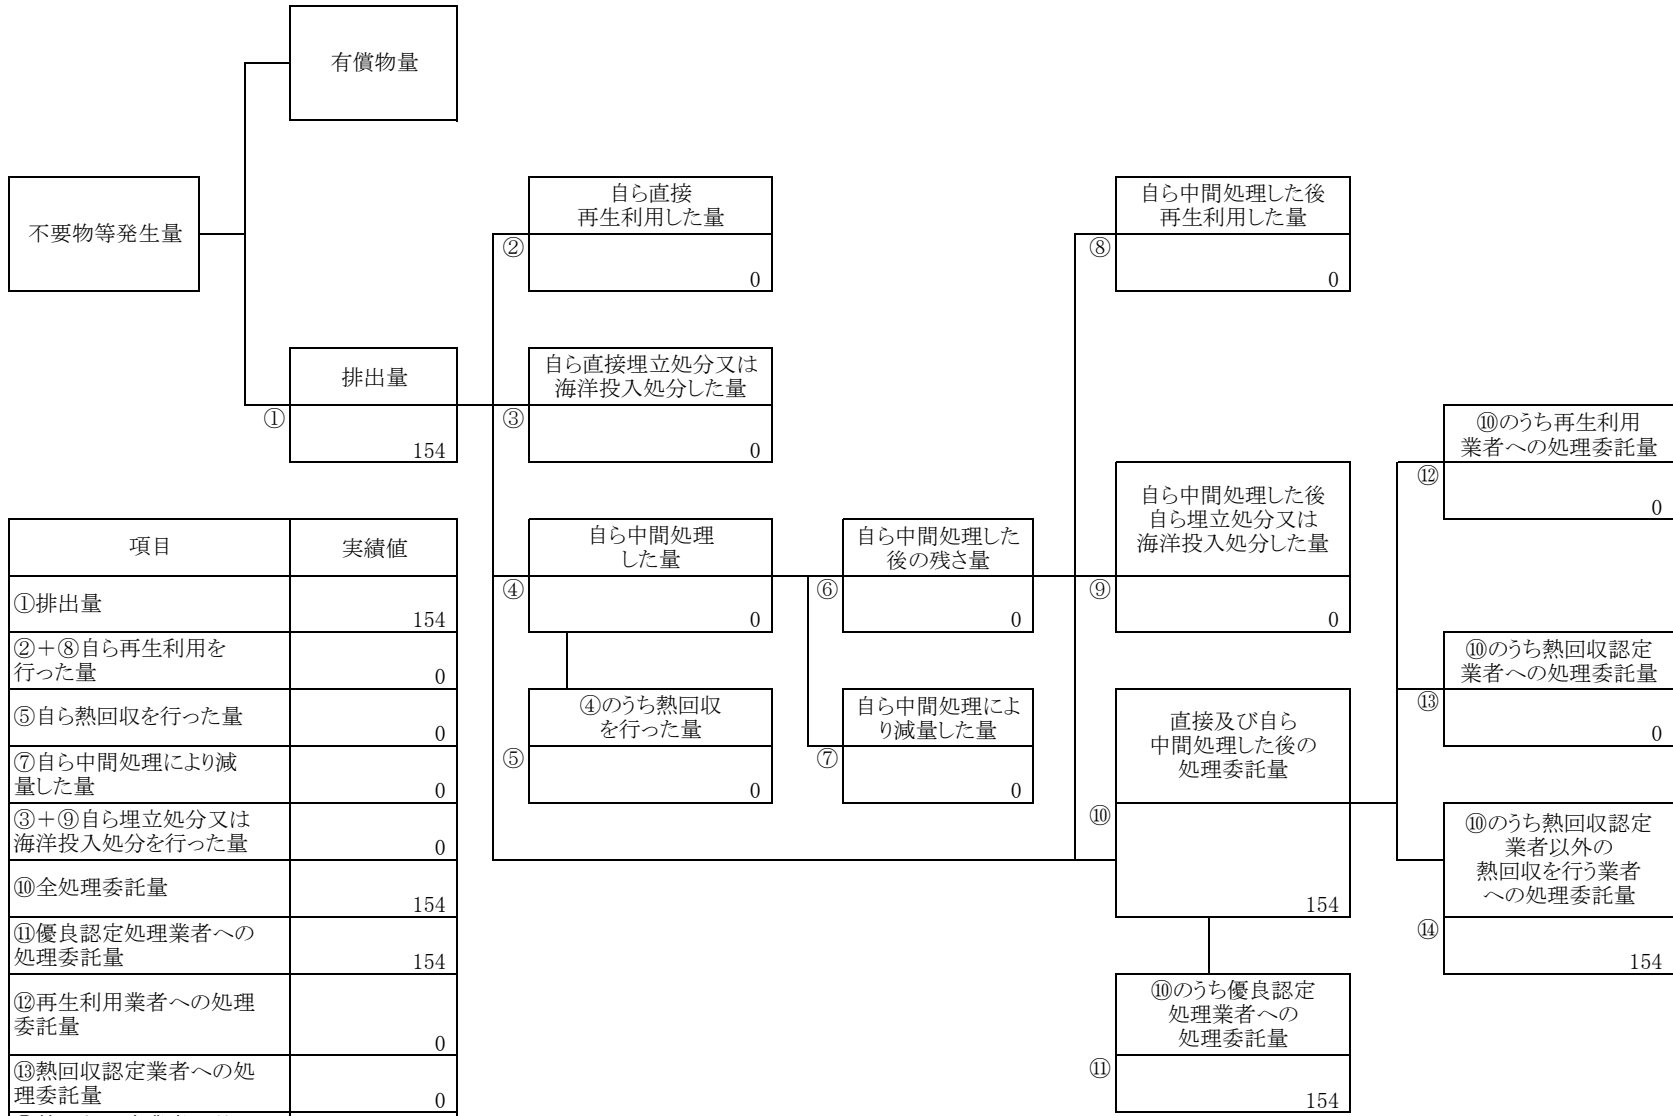 有償物量
不要物等発生量
自ら直接
再生利用した量
②
0
自ら中間処理した後
再生利用した量
⑧
0
排出量
①
154
自ら直接埋立処分又は
海洋投入処分した量
③
0
⑩のうち再生利用
業者への処理委託量
⑫
0
自ら中間処理
した量
④
0
自ら中間処理した
後の残さ量
⑥
0
自ら中間処理した後
自ら埋立処分又は
海洋投入処分した量
⑨
0
⑩のうち熱回収認定
業者への処理委託量
⑬
0
④のうち熱回収
を行った量
⑤
0
自ら中間処理によ
り減量した量
⑦
0
直接及び自ら
中間処理した後の
処理委託量
⑩
154
⑩のうち熱回収認定
業者以外の
熱回収を行う業者
への処理委託量
⑭
154
⑩のうち優良認定
処理業者への
処理委託量
⑪
154
項目 実績値
①排出量 154
②+⑧自ら再生利用を
行った量 0
⑤自ら熱回収を行った量 0
⑦自ら中間処理により減
量した量 0
③+⑨自ら埋立処分又は
海洋投入処分を行った量 0
⑩全処理委託量 154
⑪優良認定処理業者への
処理委託量 154
⑫再生利用業者への処理
委託量 0
⑬熱回収認定業者への処
理委託量 0